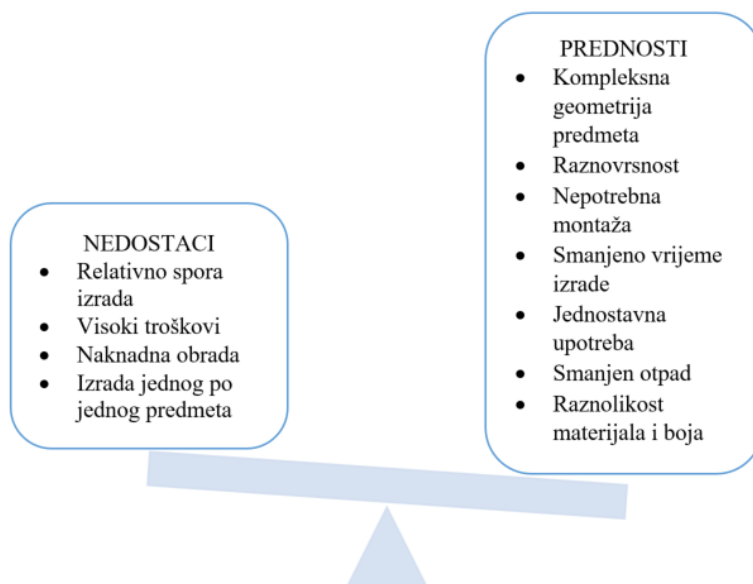 PREDNOSTI
• Kompleksna
geometrija
predmeta
• Raznovrsnost
• Nepotrebna
montaža
• Smanjeno vrijeme
izrade
• Jednostavna
upotreba
• Smanjen otpad
• Raznolikost
materijala i boja
NEDOSTACI
• Relativno spora
izrada
• Visoki troškovi
• Naknadna obrada
• Izrada jednog po
jednog predmeta